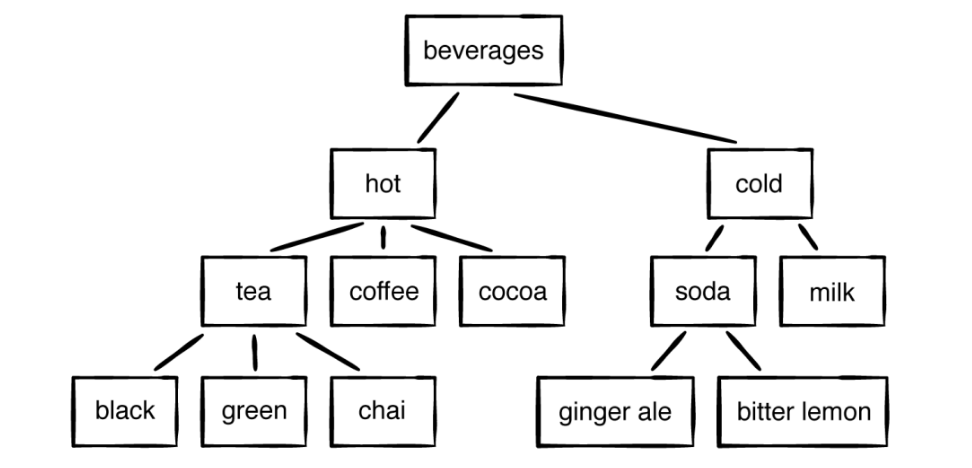 beverages
hot
cold
tea
coffee
cocoa
soda
milk
black
green
chai
ginger ale
bitter lemon